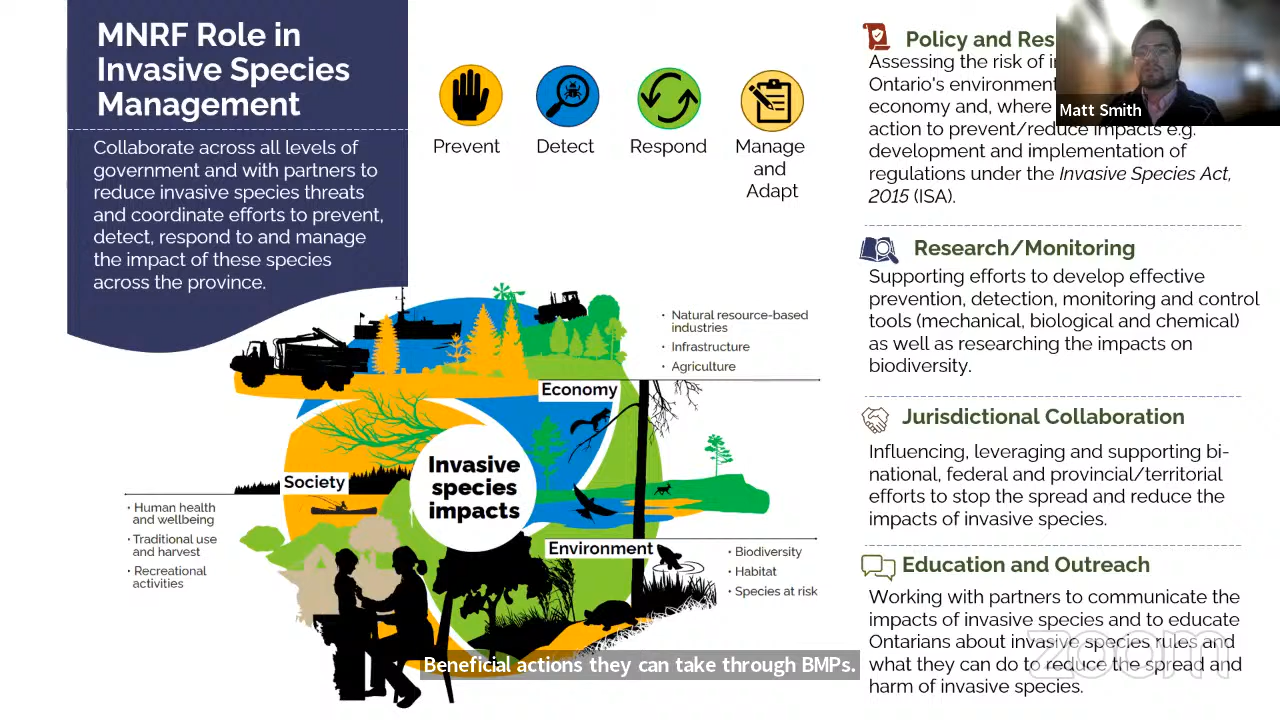 MNRF Role in
Invasive Species
Management
Collaborate across all levels of
government and with partners to
reduce invasive species threats
and coordinate efforts to prevent,
detect, respond to and manage
the impact of these species
across the province.
Prevent
Detect
Respond
Manage
and
Adapt
• Natural resource-based
industries
• Infrastructure
• Agriculture
Economy
Invasive
species
impacts
Society
• Human health
and wellbeing
• Traditional use
and harvest
• Recreational
activities
Environment
• Biodiversity
• Habitat
• Species at risk
Policy and
Assessing the risk of
Ontario's environment
economy and, where
action to prevent/reduce impacts e.g.
development and implementation of
regulations under the Invasive Species Act,
2015 (ISA).
Research/Monitoring
Supporting efforts to develop effective
prevention, detection, monitoring and control
tools (mechanical, biological and chemical)
as well as researching the impacts on
biodiversity.
Jurisdictional Collaboration
Influencing, leveraging and supporting bi-
national, federal and provincial/territorial
efforts to stop the spread and reduce the
impacts of invasive species.
Education and Outreach
Working with partners to communicate the
impacts of invasive species and to educate
Ontarians about invasive species rules and
what they can do to reduce the spread and
harm of invasive species.
Matt Smith
Beneficial actions they can take through BMPs.
zoom